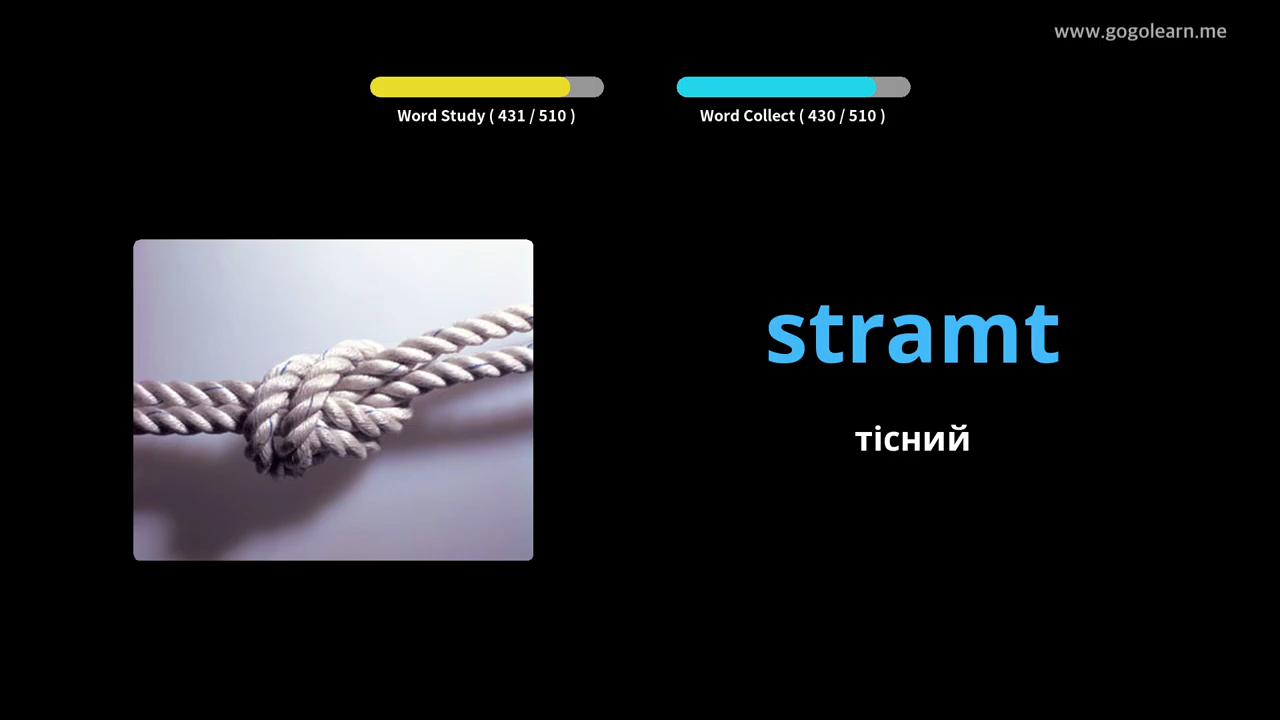 www.gogolearn.me
Word Study ( 431 / 510 )
Word Collect ( 430 / 510 )
stramt
тісний